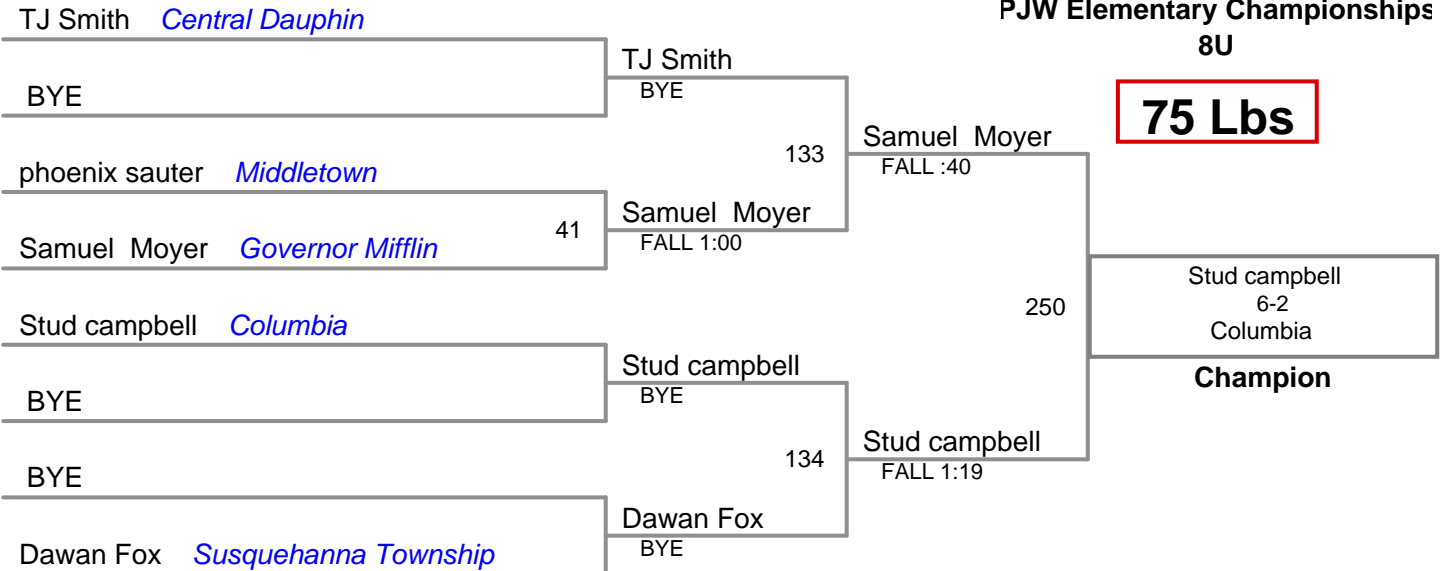 TJ Smith Central Dauphin
BYE
phoenix sauter Middletown
Samuel Moyer Governor Mifflin
Stud campbell Columbia
BYE
BYE
Dawan Fox Susquehanna Township
41
TJ Smith
BYE
Samuel Moyer
FALL 1:00
Stud campbell
BYE
Dawan Fox
BYE
133
134
Samuel Moyer
FALL :40
Stud campbell
FALL 1:19
250
PJW Elementary Championships
8U
75 Lbs
Stud campbell
6-2
Columbia
Champion